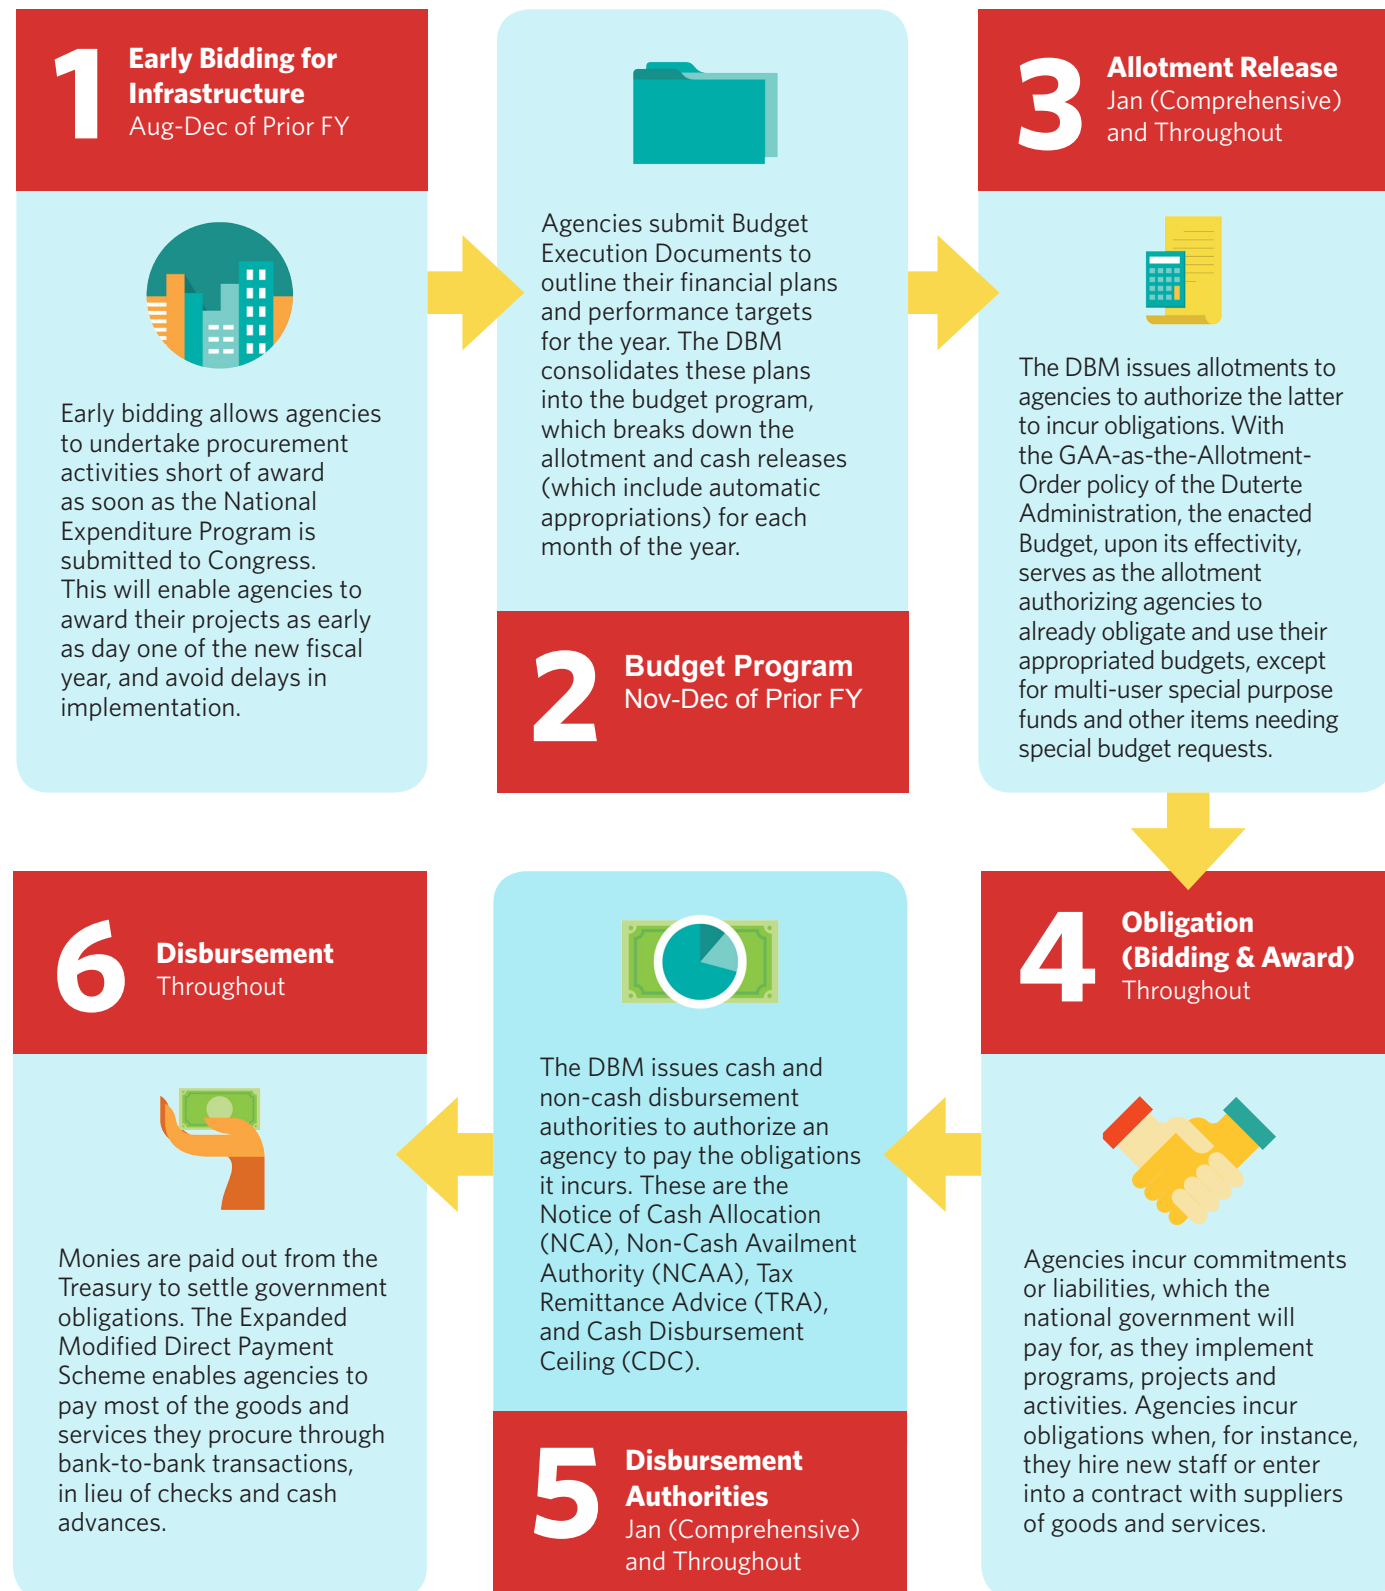 1
Early Bidding for
Infrastructure
Aug-Dec of Prior FY
Early bidding allows agencies
to undertake procurement
activities short of award
as soon as the National
Expenditure Program is
submitted to Congress.
This will enable agencies to
award their projects as early
as day one of the new fiscal
year, and avoid delays in
implementation.
Agencies submit Budget
Execution Documents to
outline their financial plans
and performance targets
for the year. The DBM
consolidates these plans
into the budget program,
which breaks down the
allotment and cash releases
(which include automatic
appropriations) for each
month of the year.
2
Budget Program
Nov-Dec of Prior FY
3
Allotment Release
Jan (Comprehensive)
and Throughout
The DBM issues allotments to
agencies to authorize the latter
to incur obligations. With
the GAA-as-the-Allotment-
Order policy of the Duterte
Administration, the enacted
Budget, upon its effectivity,
serves as the allotment
authorizing agencies to
already obligate and use their
appropriated budgets, except
for multi-user special purpose
funds and other items needing
special budget requests.
4
Obligation
(Bidding & Award)
Throughout
Agencies incur commitments
or liabilities, which the
national government will
pay for, as they implement
programs, projects and
activities. Agencies incur
obligations when, for instance,
they hire new staff or enter
into a contract with suppliers
of goods and services.
The DBM issues cash and
non-cash disbursement
authorities to authorize an
agency to pay the obligations
it incurs. These are the
Notice of Cash Allocation
(NCA), Non-Cash Availment
Authority (NCAA), Tax
Remittance Advice (TRA),
and Cash Disbursement
Ceiling (CDC).
5
Disbursement
Authorities
Jan (Comprehensive)
and Throughout
6
Disbursement
Throughout
Monies are paid out from the
Treasury to settle government
obligations. The Expanded
Modified Direct Payment
Scheme enables agencies to
pay most of the goods and
services they procure through
bank-to-bank transactions,
in lieu of checks and cash
advances.